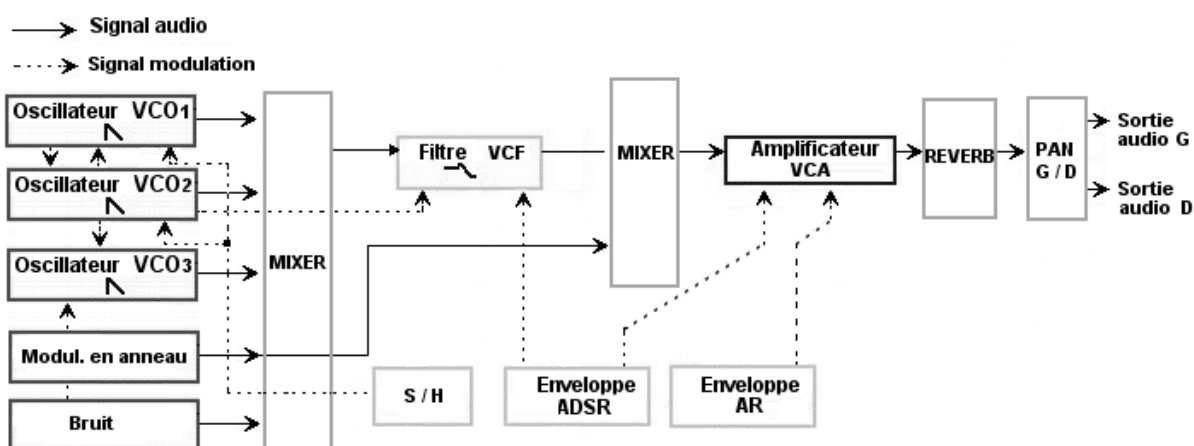 Signal audio
Signal modulation
Oscillateur VCO1
Oscillateur VCO2
Oscillateur VCO3
Modul. en anneau
Bruit
MIXER
Filtre VCF
S / H
Enveloppe
ADSR
MIXER
Enveloppe
AR
Amplificateur
VCA
REVERB
PAN
G / D
Sortie
audio G
Sortie
audio D